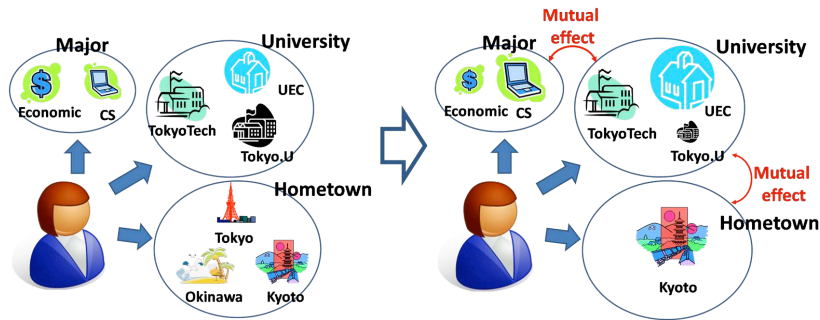 Major
University
Economic
CS
TokyoTech
UEC
Tokyo.U
Hometown
Tokyo
Okinawa
Kyoto
Mutual
effect
Major
University
Economic
CS
TokyoTech
UEC
Tokyo.U
Mutual
effect
Hometown
Kyoto